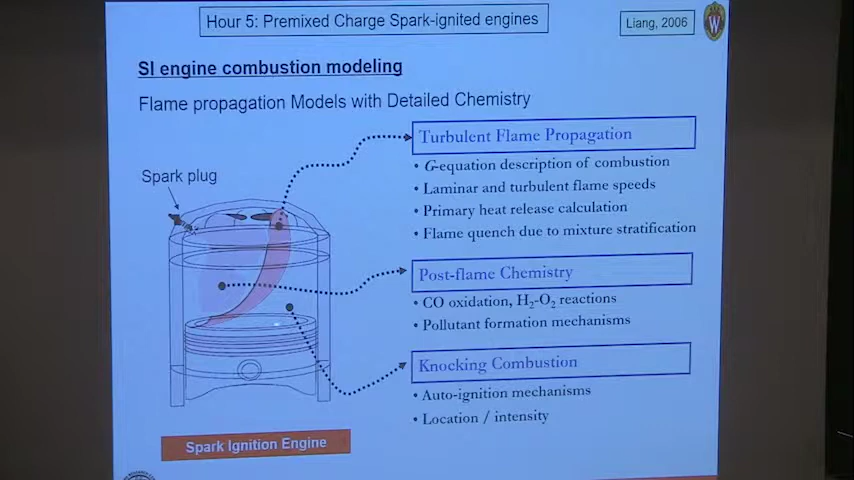 Hour 5: Premixed Charge Spark-ignited engines
Liang, 2006
W
SI engine combustion modeling
Flame propagation Models with Detailed Chemistry
Spark plug
Turbulent Flame Propagation
• G-equation description of combustion
• Laminar and turbulent flame speeds
• Primary heat release calculation
• Flame quench due to mixture stratification
Post-flame Chemistry
• CO oxidation, H₂-O₂ reactions
• Pollutant formation mechanisms
Knocking Combustion
• Auto-ignition mechanisms
• Location / intensity
Spark Ignition Engine